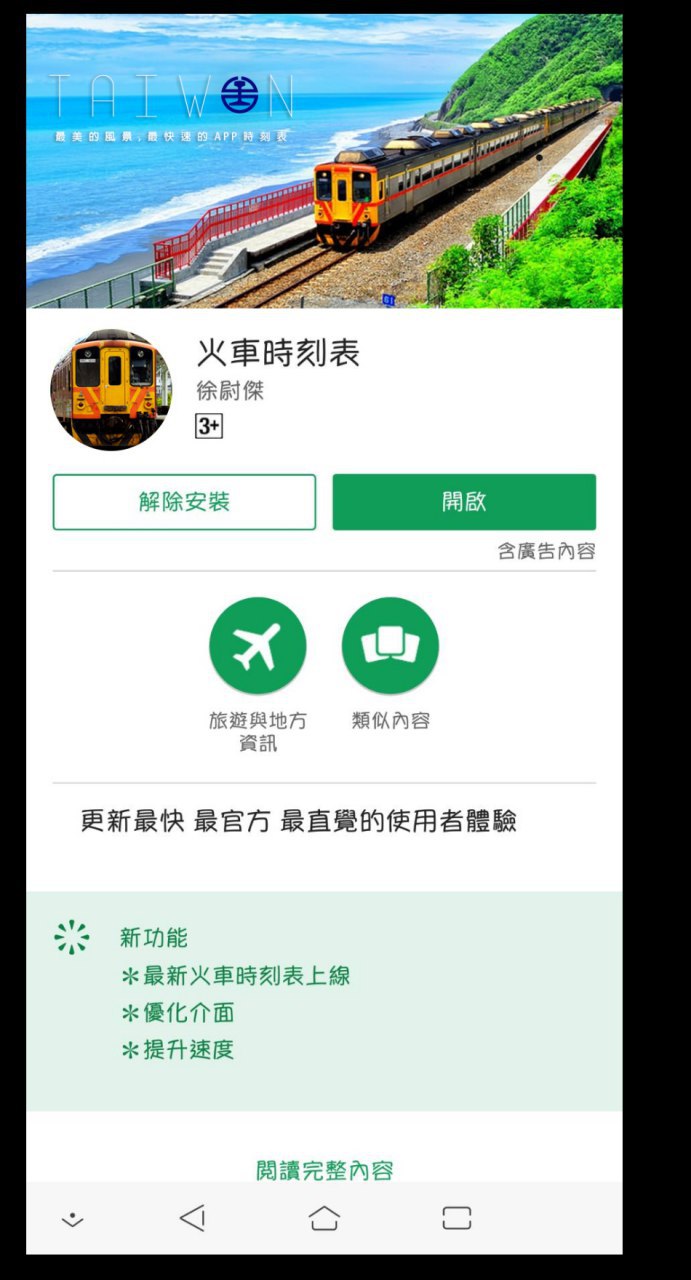 TAIWAN
最美的風景,最快速的APP時刻表
火車時刻表
徐尉傑
3+
解除安裝
開啟
含廣告內容
旅遊與地方
資訊
類似內容
更新最快 最官方 最直覺的使用者體驗
新功能
＊最新火車時刻表上線
＊優化介面
＊提升速度
閱讀完整內容